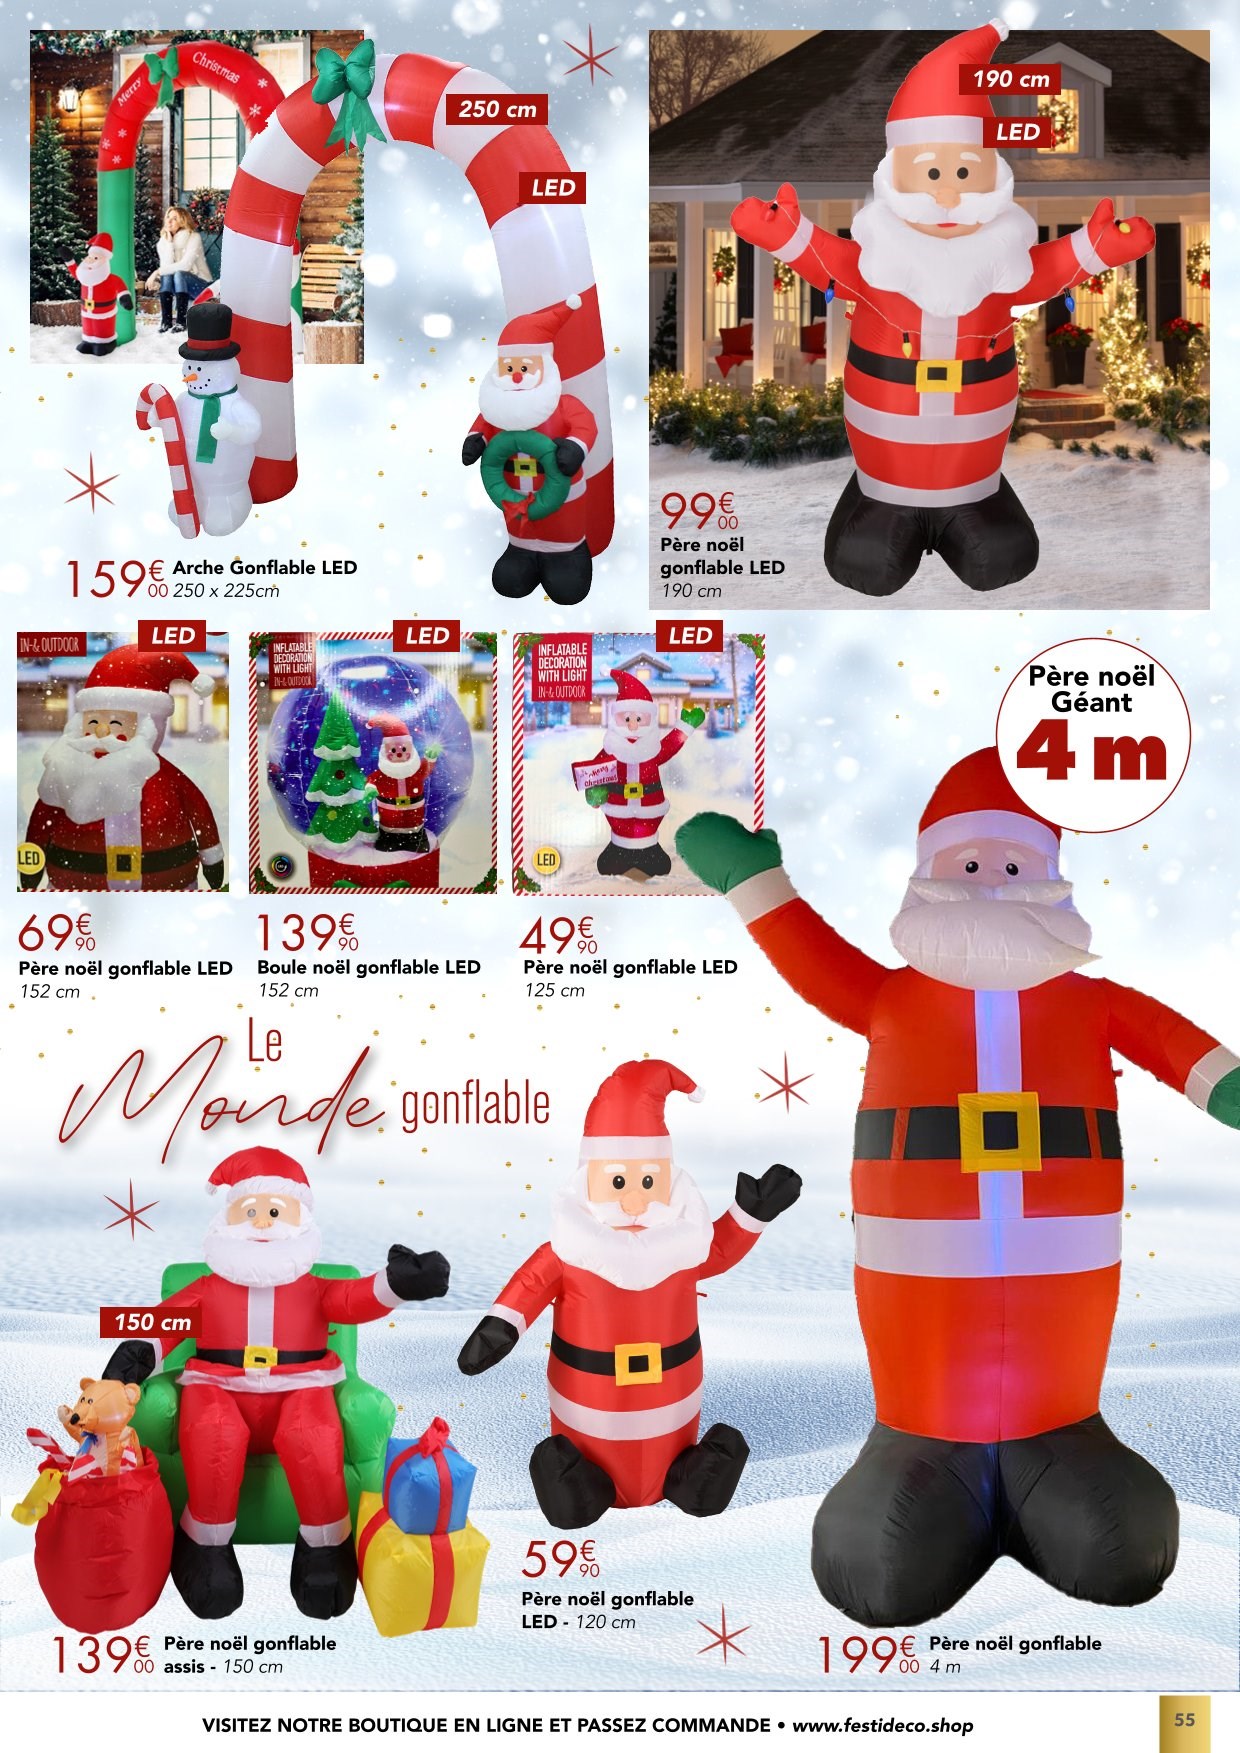 Merry Christmas
250 cm
LED
190 cm
LED
159€00
Arche Gonflable LED
250 x 225cm
99€00
Père noël
gonflable LED
190 cm
IN-& OUTDOOR
LED
LED
INFLATABLE
DECORATION
WITH LIGHT
IN-& OUTDOOR
LED
INFLATABLE
DECORATION
WITH LIGHT
IN-& OUTDOOR
LED
Merry
Christmas
LED
Père noël
Géant
4 m
69€90
Père noël gonflable LED
152 cm
139€90
Boule noël gonflable LED
152 cm
49€90
Père noël gonflable LED
125 cm
Le
Monde gonflable
150 cm
59€90
Père noël gonflable
LED - 120 cm
139€00
Père noël gonflable
assis - 150 cm
199€00
Père noël gonflable
4 m
VISITEZ NOTRE BOUTIQUE EN LIGNE ET PASSEZ COMMANDE • www.festideco.shop
55